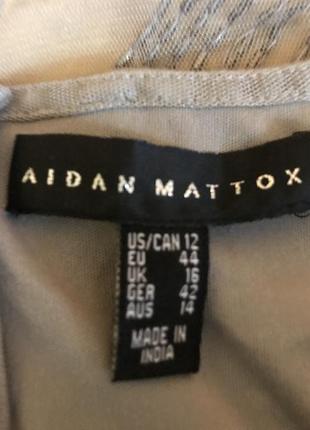 AIDAN MATTOX
US/CAN 12
EU 44
UK 16
GER 42
AUS 14
MADE IN
INDIA